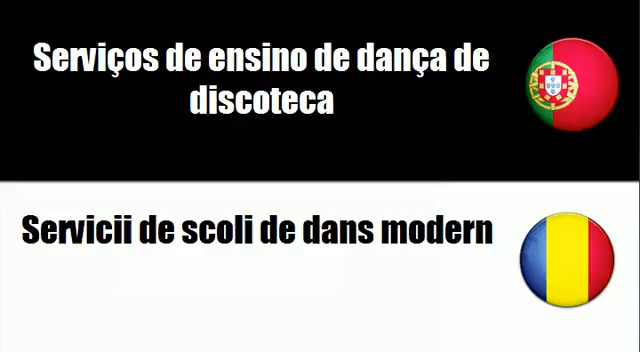 Serviços de ensino de dança de
discoteca
Servicii de scoli de dans modern